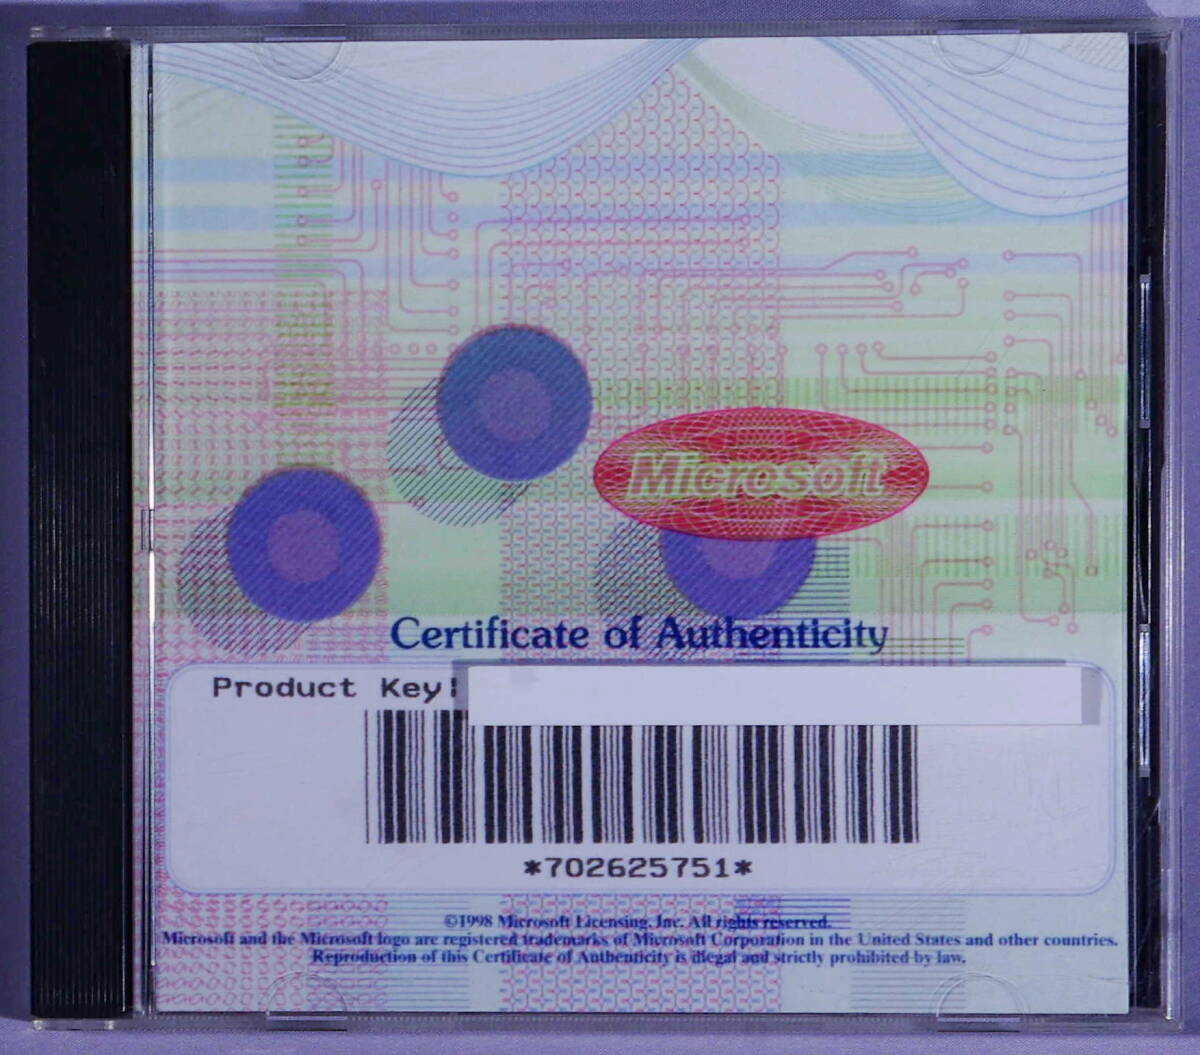 Microsoft
Certificate of Authenticity
Product Key:
*702625751*
©1998 Microsoft Licensing, Inc. All rights reserved.
Microsoft and the Microsoft logo are registered trademarks of Microsoft Corporation in the United States and other countries.
Reproduction of this Certificate of Authenticity is illegal and strictly prohibited by law.